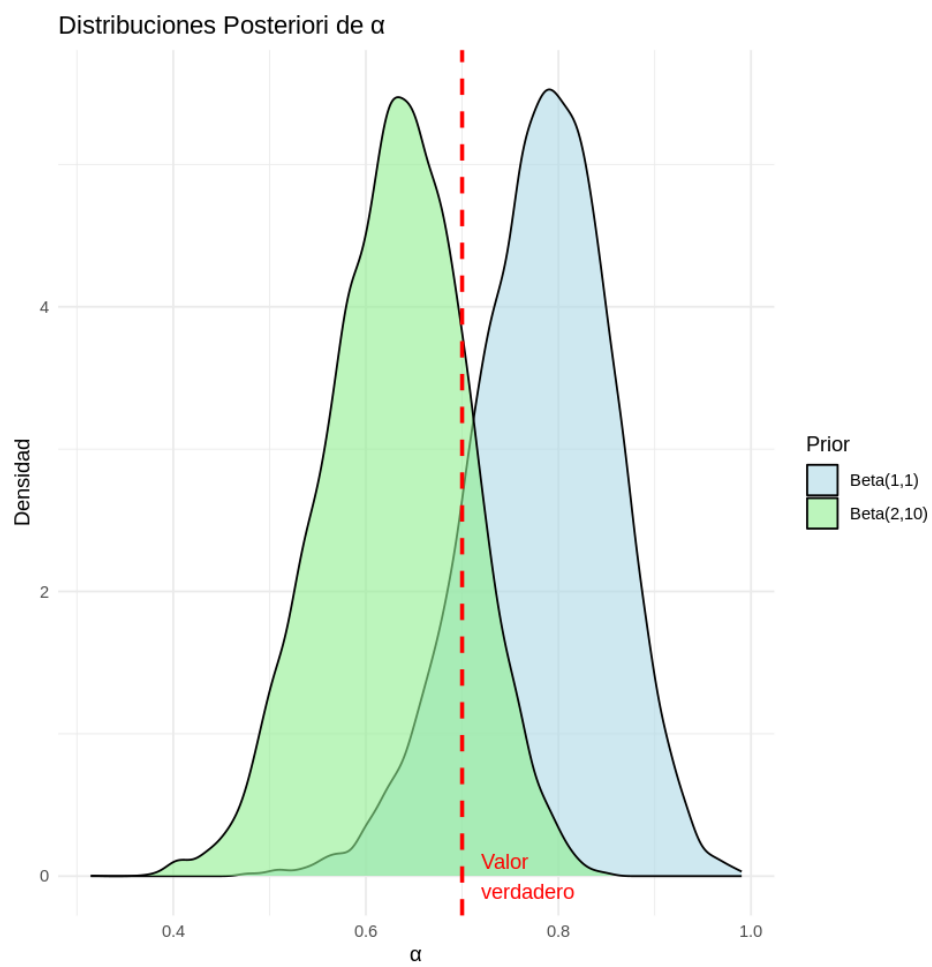 Distribuciones Posteriori de α
Densidad
4
2
0
0.4
0.6
0.8
1.0
α
Valor
verdadero
Prior
Beta(1,1)
Beta(2,10)